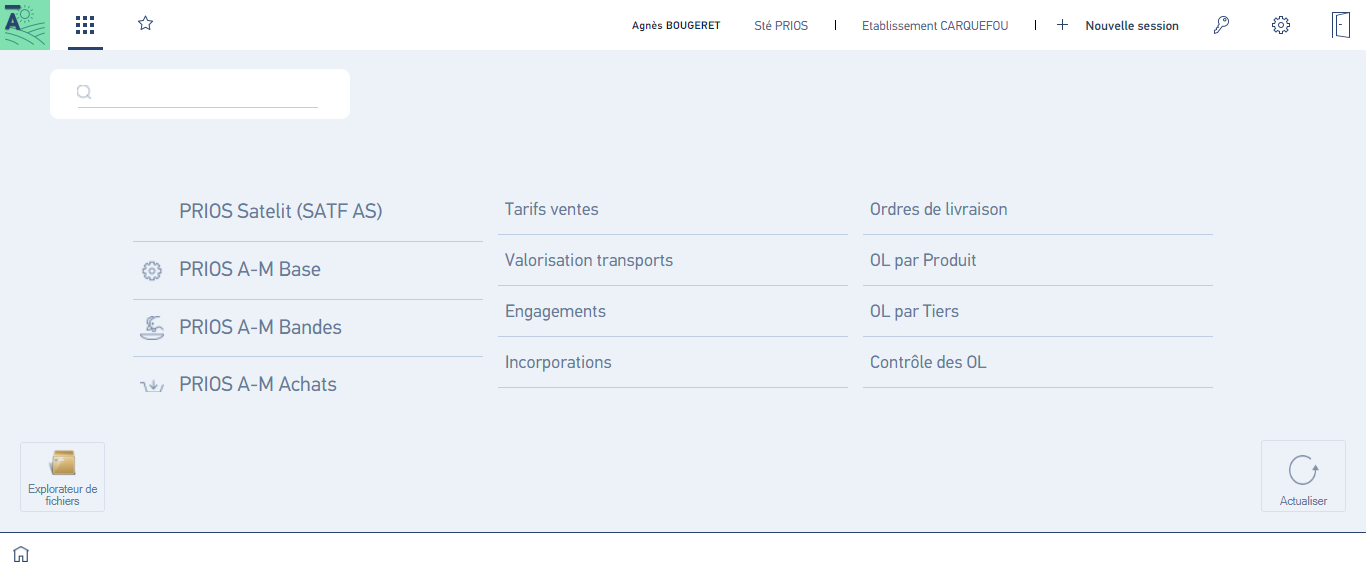 Ā
Agnès BOUGERET
Sté PRIOS
Etablissement CARQUEFOU
Nouvelle session
PRIOS Satelit (SATF AS)
PRIOS A-M Base
PRIOS A-M Bandes
PRIOS A-M Achats
Tarifs ventes
Valorisation transports
Engagements
Incorporations
Ordres de livraison
OL par Produit
OL par Tiers
Contrôle des OL
Explorateur de
fichiers
Actualiser